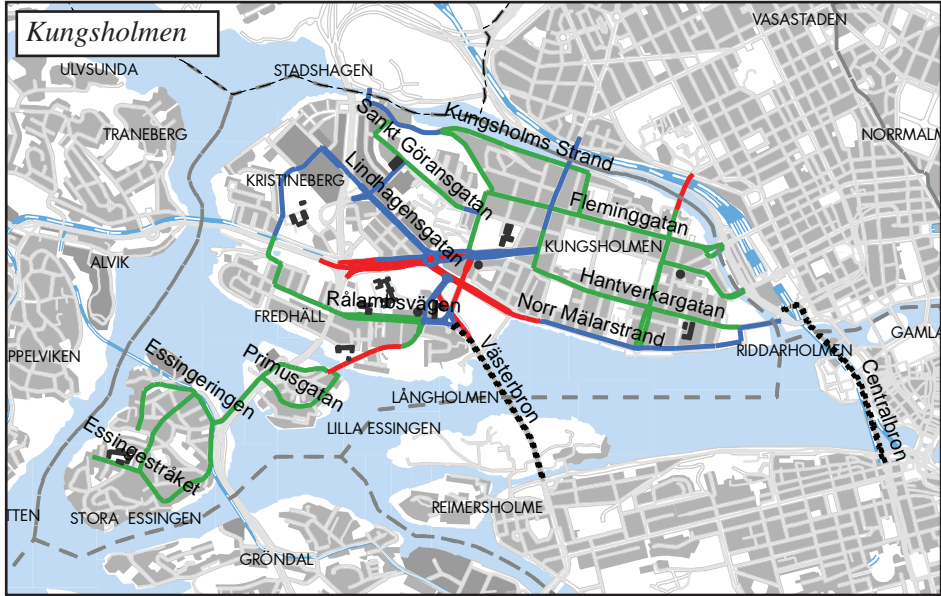 Kungsholmen
VASASTADEN
ULVSUNDA
STADSHAGEN
TRANEBERG
Kungsholms Strand
NORRMALM
Sankt Göransgatan
KRISTINEBERG
Lindhagensgatan
Fleminggatan
KUNGSHOLMEN
ALVIK
Hantverkargatan
Rålambsvägen
FREDHÄLL
Norr Mälarstrand
GAMLA
PPELVIKEN
Essingeringen
Primusgatan
Västerbron
RIDDARHOLMEN
Centralbron
LÅNGHOLMEN
LILLA ESSINGEN
Essingestråket
TTEN
STORA ESSINGEN
REIMERSHOLME
GRÖNDAL